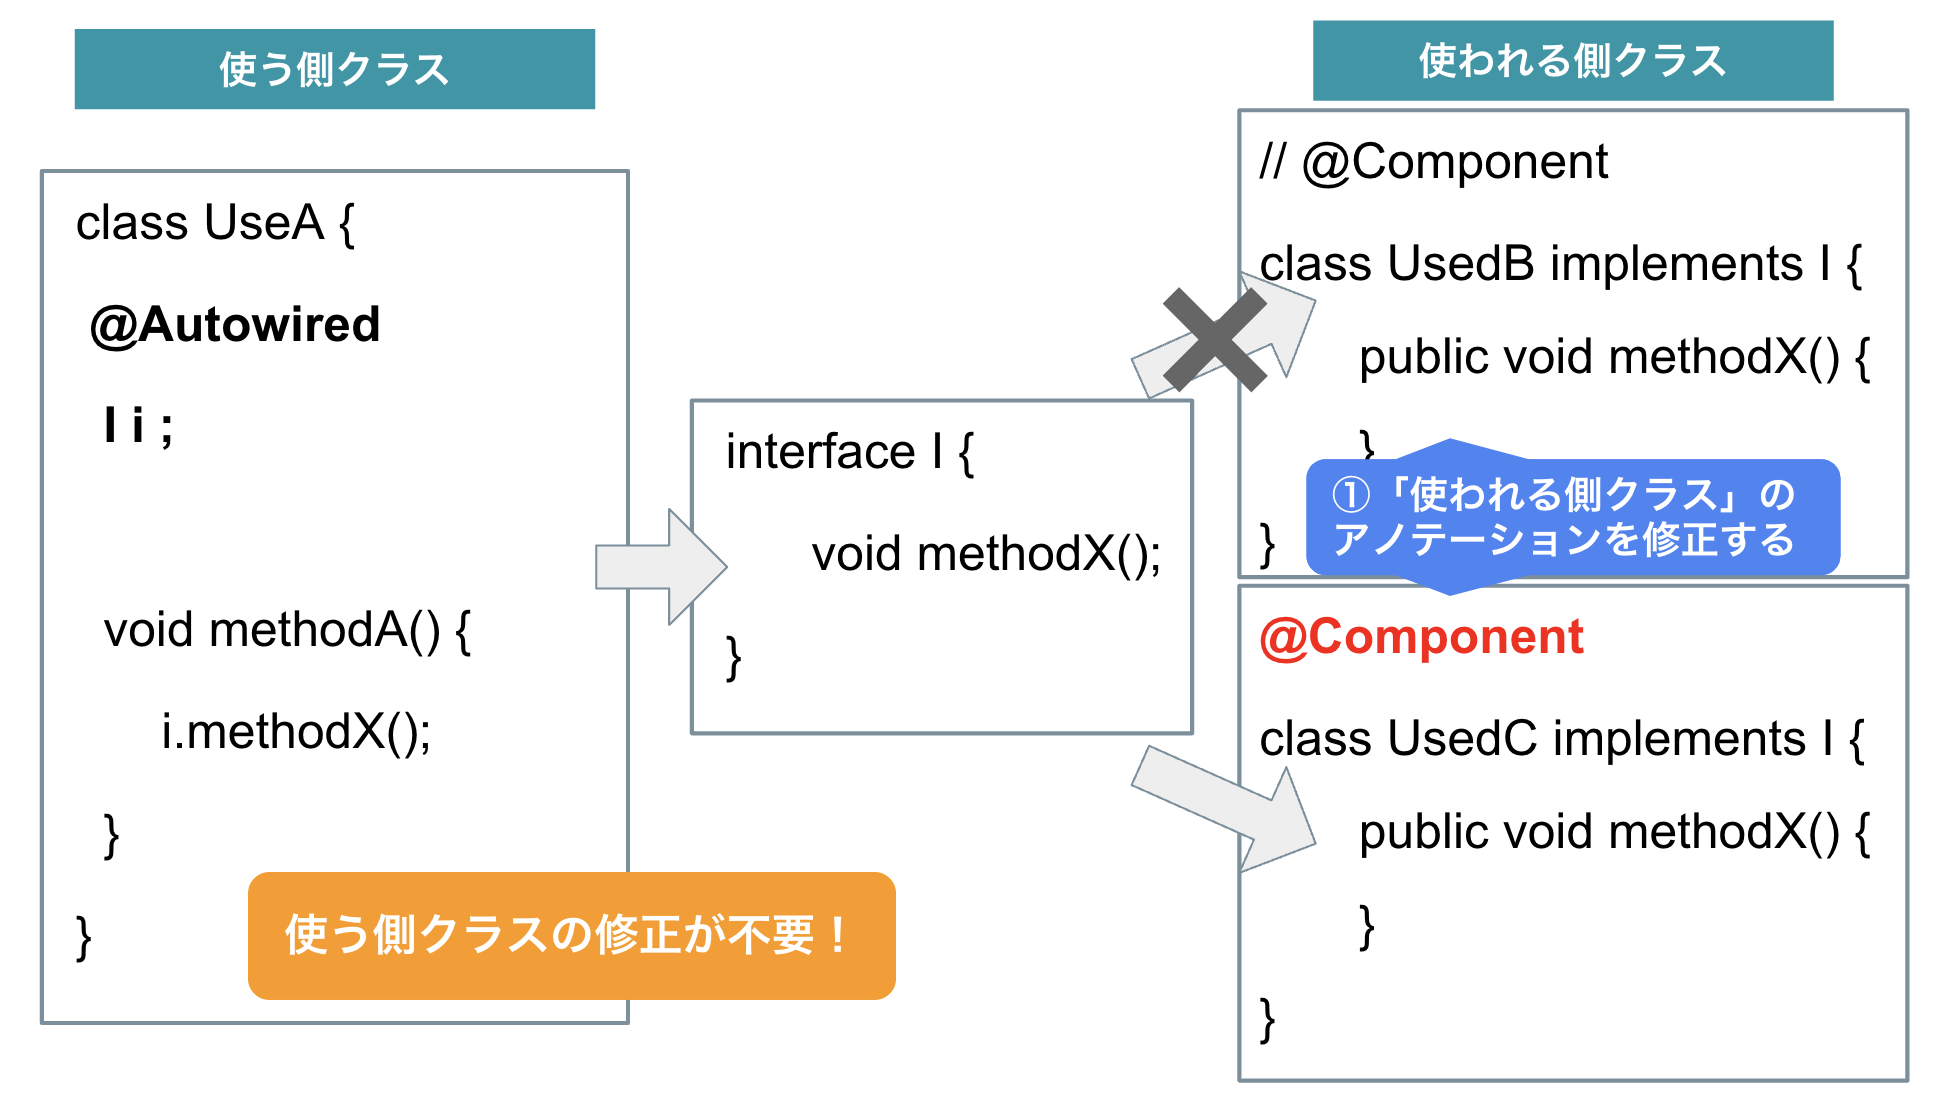 使う側クラス
class UseA {
@Autowired
I i ;
void methodA() {
i.methodX();
}
}
使う側クラスの修正が不要！
interface I {
void methodX();
}
使われる側クラス
// @Component
class UsedB implements I {
public void methodX() {
}
}
①「使われる側クラス」の
アノテーションを修正する
@Component
class UsedC implements I {
public void methodX() {
}
}